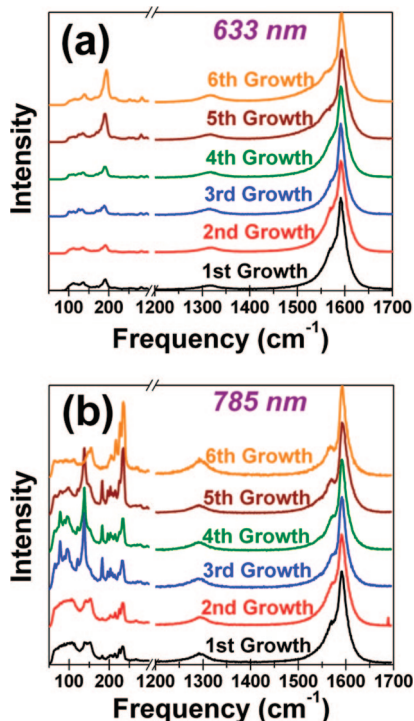 (a)
633 nm
6th Growth
5th Growth
4th Growth
3rd Growth
2nd Growth
1st Growth
Intensity
100 200 1200 1300 1400 1500 1600 1700
Frequency (cm-1)
(b)
785 nm
6th Growth
5th Growth
4th Growth
3rd Growth
2nd Growth
1st Growth
Intensity
50 100 150 200 1200 1300 1400 1500 1600 1700
Frequency (cm-1)